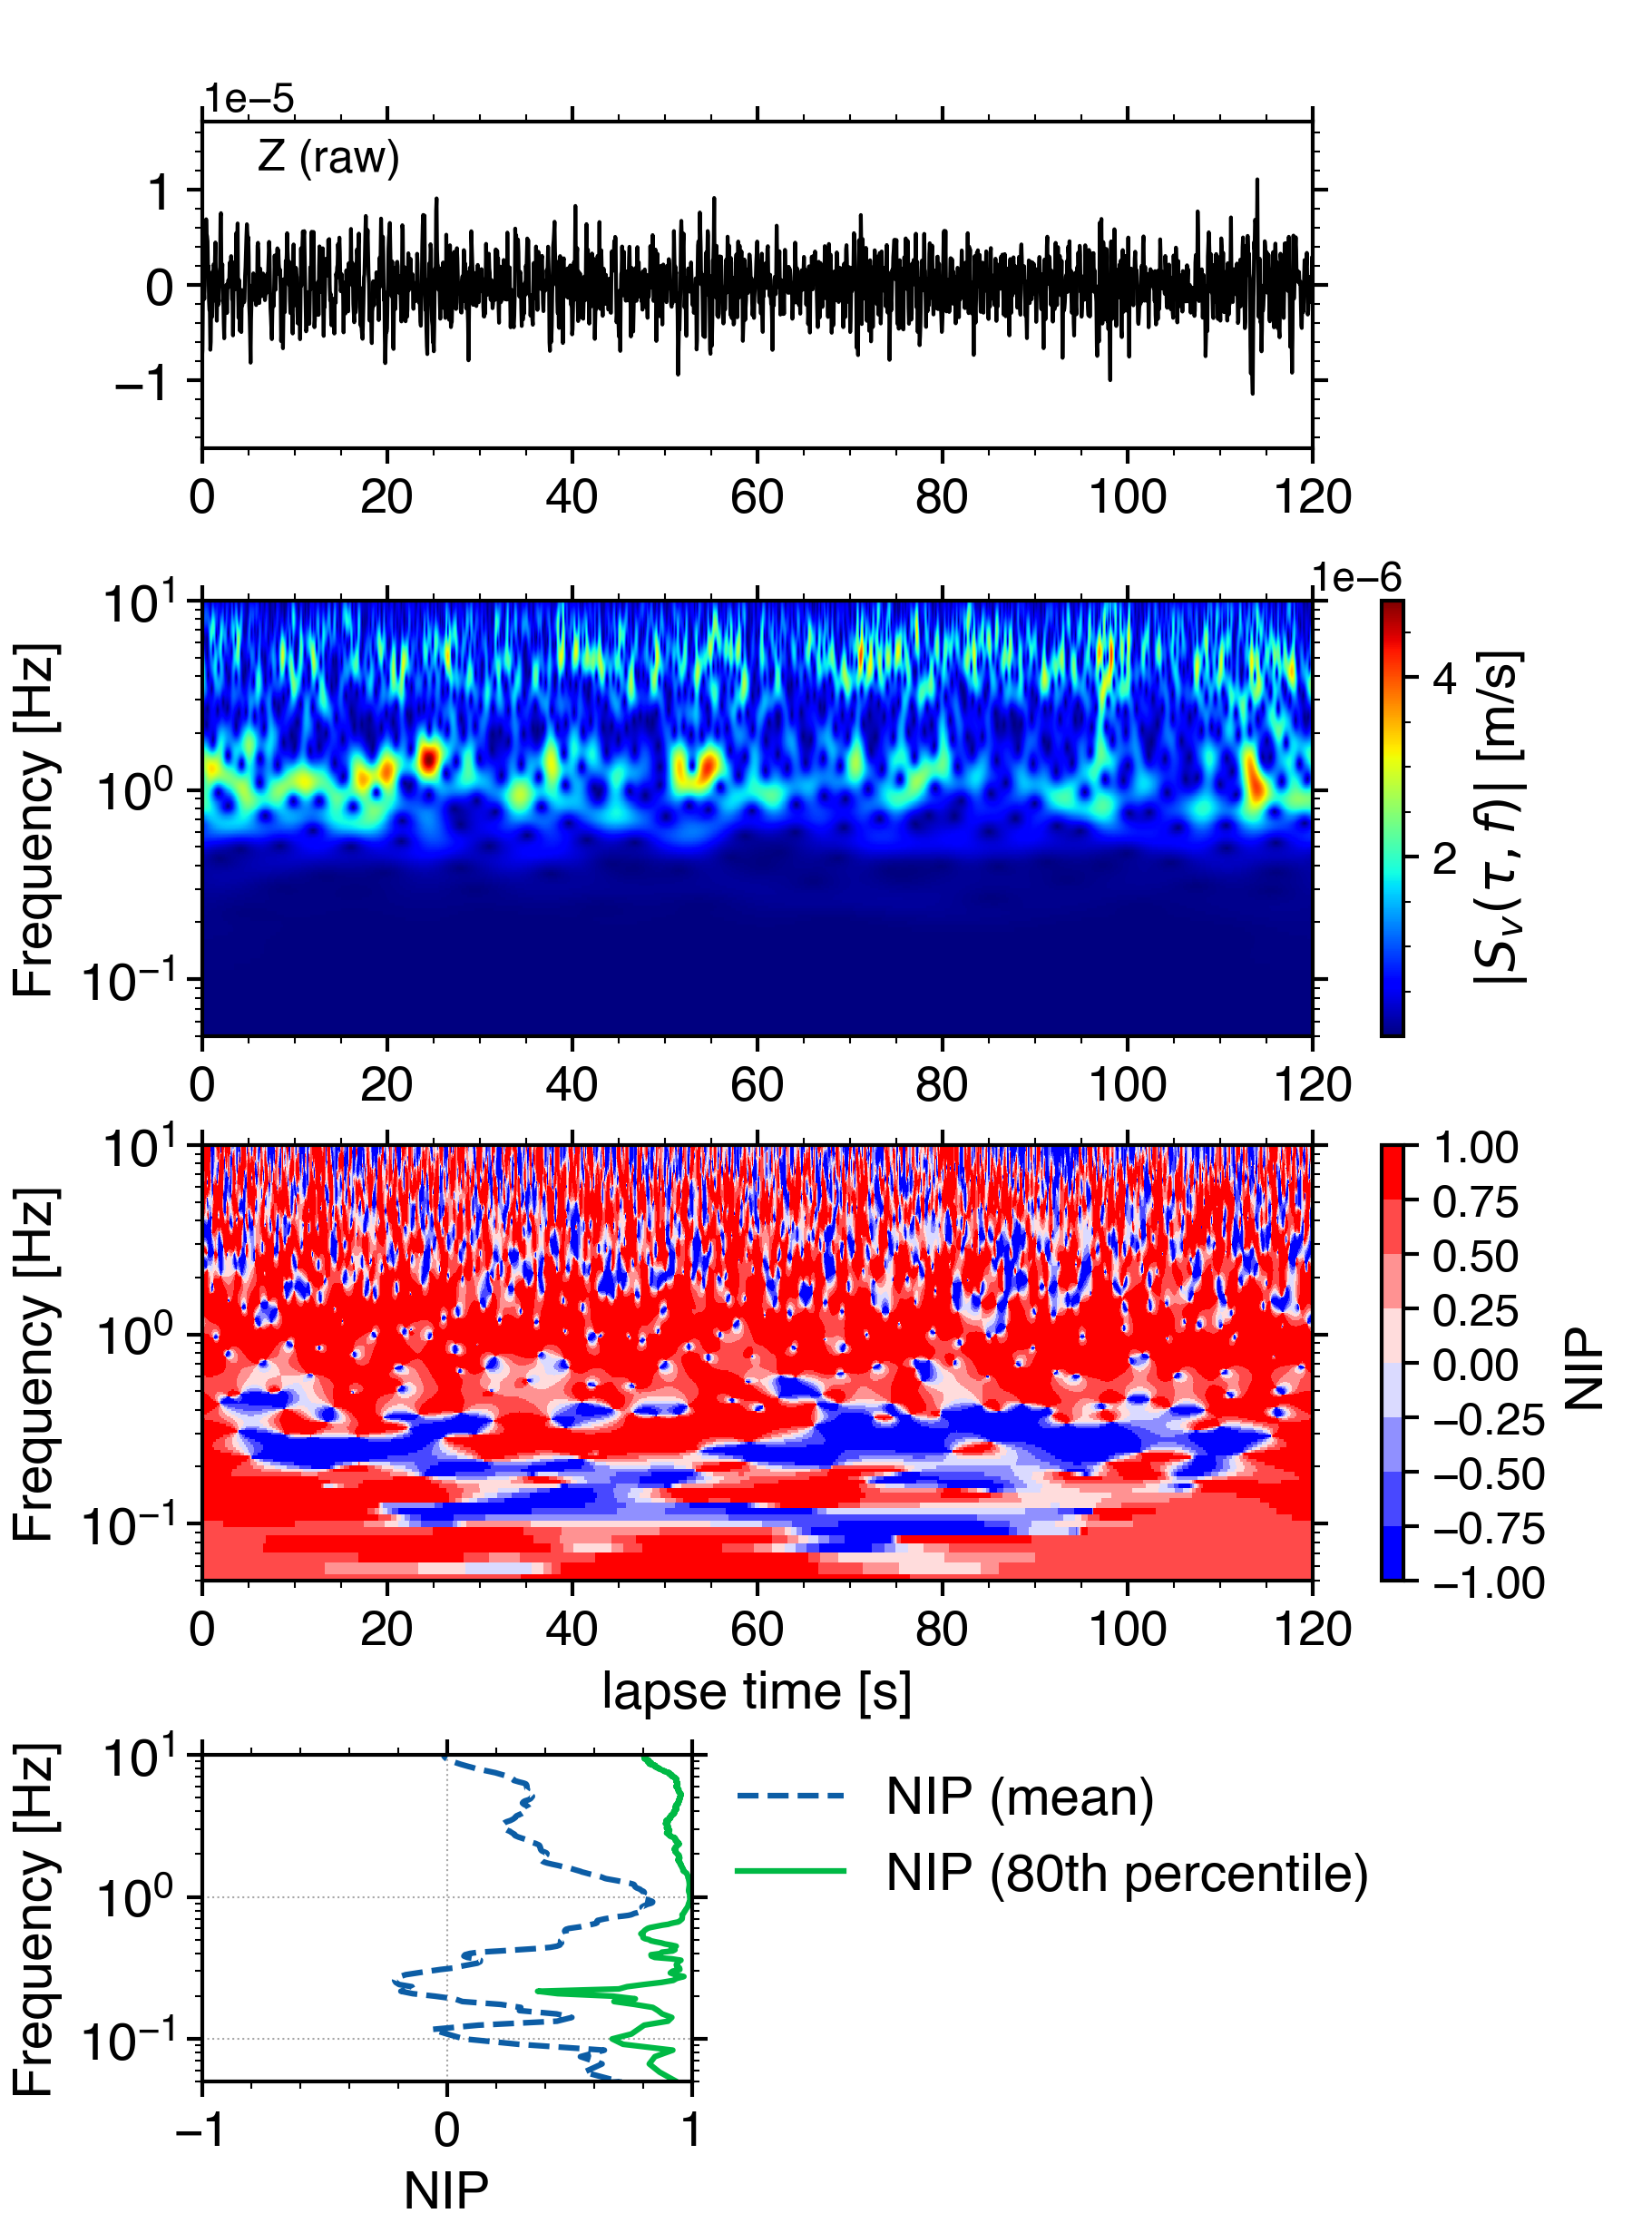 1e−5
Z (raw)
1
0
−1
0 20 40 60 80 100 120
1e−6
10¹
10⁰
10⁻¹
Frequency [Hz]
4
2
|Sᵥ(τ, f)| [m/s]
0 20 40 60 80 100 120
10¹
10⁰
10⁻¹
Frequency [Hz]
1.00
0.75
0.50
0.25
0.00
−0.25
−0.50
−0.75
−1.00
NIP
0 20 40 60 80 100 120
lapse time [s]
10¹
10⁰
10⁻¹
Frequency [Hz]
NIP (mean)
NIP (80th percentile)
−1 0 1
NIP